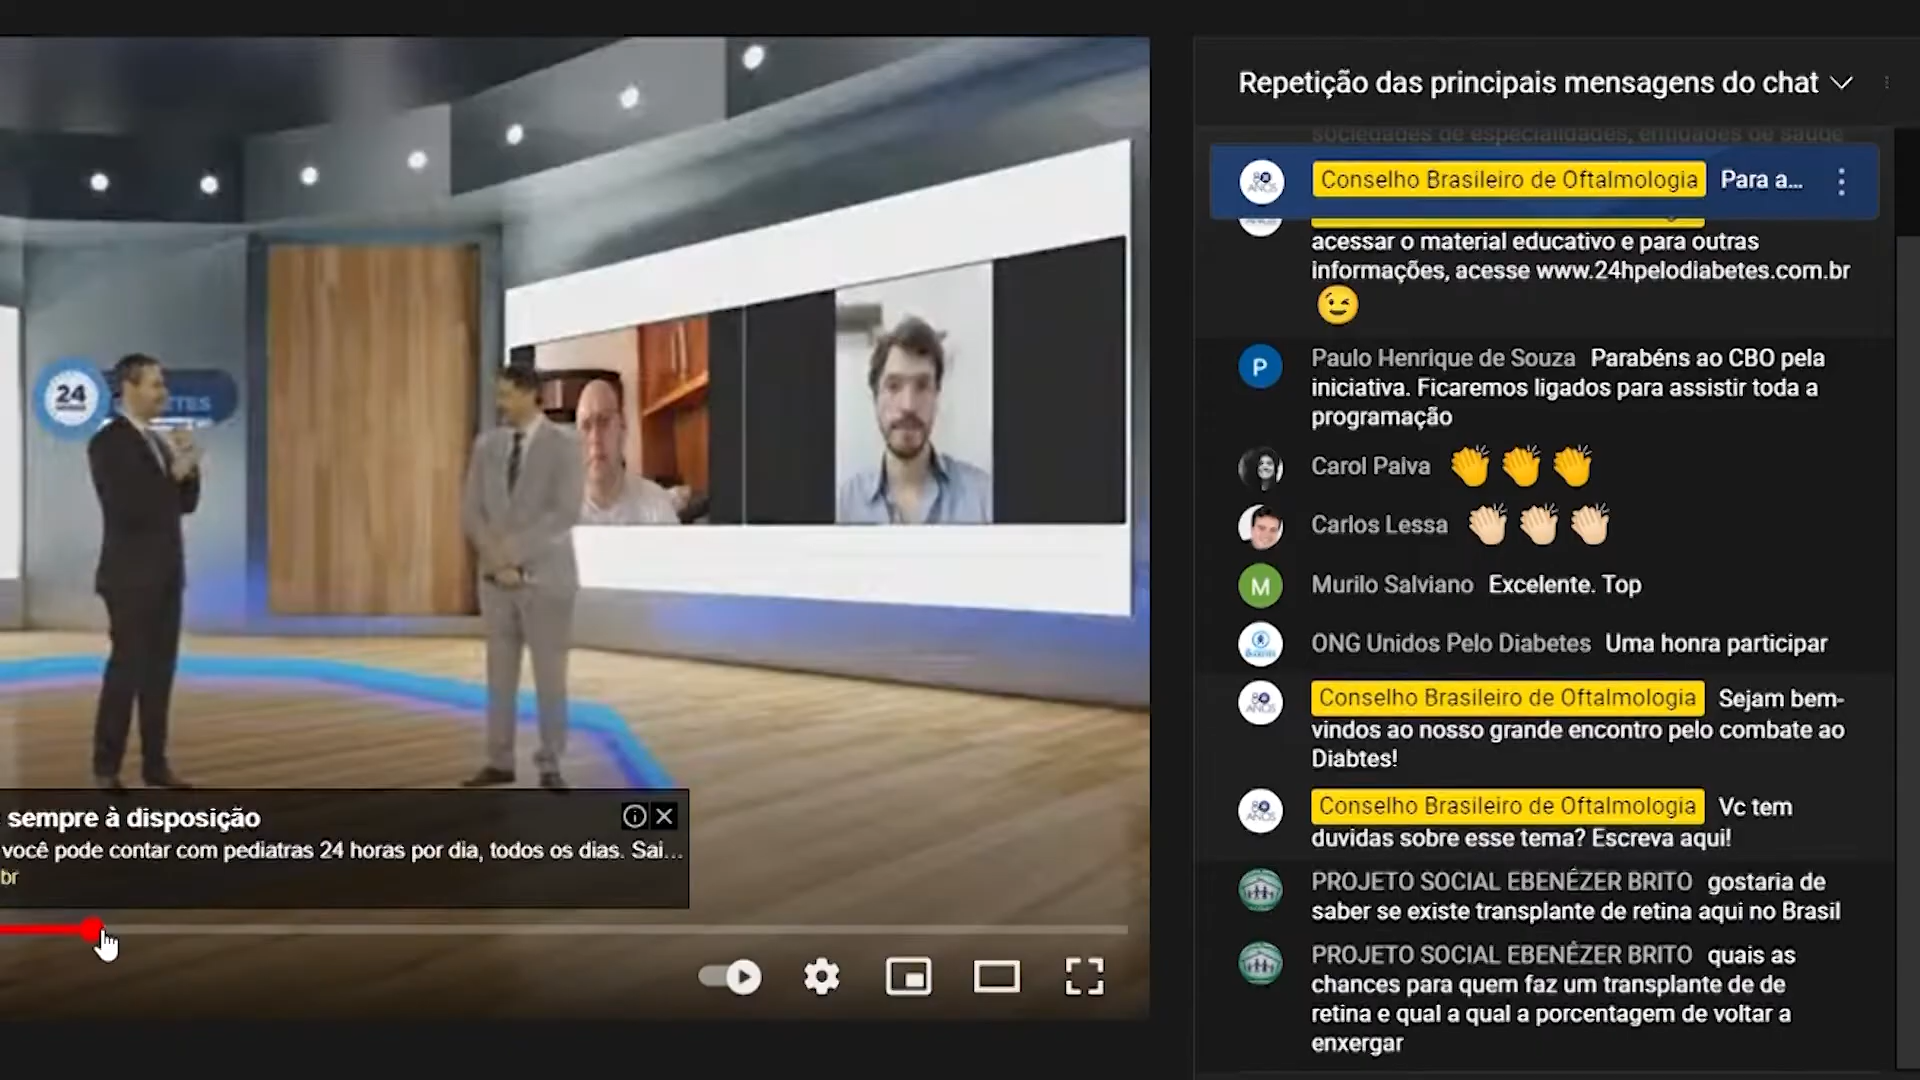 Repetição das principais mensagens do chat
sociedades de especialidades, entidades de saúde
Conselho Brasileiro de Oftalmologia Para a...
acessar o material educativo e para outras
informações, acesse www.24hpelodiabetes.com.br
😉
Paulo Henrique de Souza Parabéns ao CBO pela
iniciativa. Ficaremos ligados para assistir toda a
programação
Carol Paiva 👏👏👏
Carlos Lessa 👏🏻👏🏻👏🏻
M
P
Murilo Salviano Excelente. Top
ONG Unidos Pelo Diabetes Uma honra participar
Conselho Brasileiro de Oftalmologia Sejam bem-
vindos ao nosso grande encontro pelo combate ao
Diabtes!
Conselho Brasileiro de Oftalmologia Vc tem
duvidas sobre esse tema? Escreva aqui!
PROJETO SOCIAL EBENÉZER BRITO gostaria de
saber se existe transplante de retina aqui no Brasil
PROJETO SOCIAL EBENÉZER BRITO quais as
chances para quem faz um transplante de de
retina e qual a qual a porcentagem de voltar a
enxergar
24
sempre à disposição
você pode contar com pediatras 24 horas por dia, todos os dias. Sai...
br